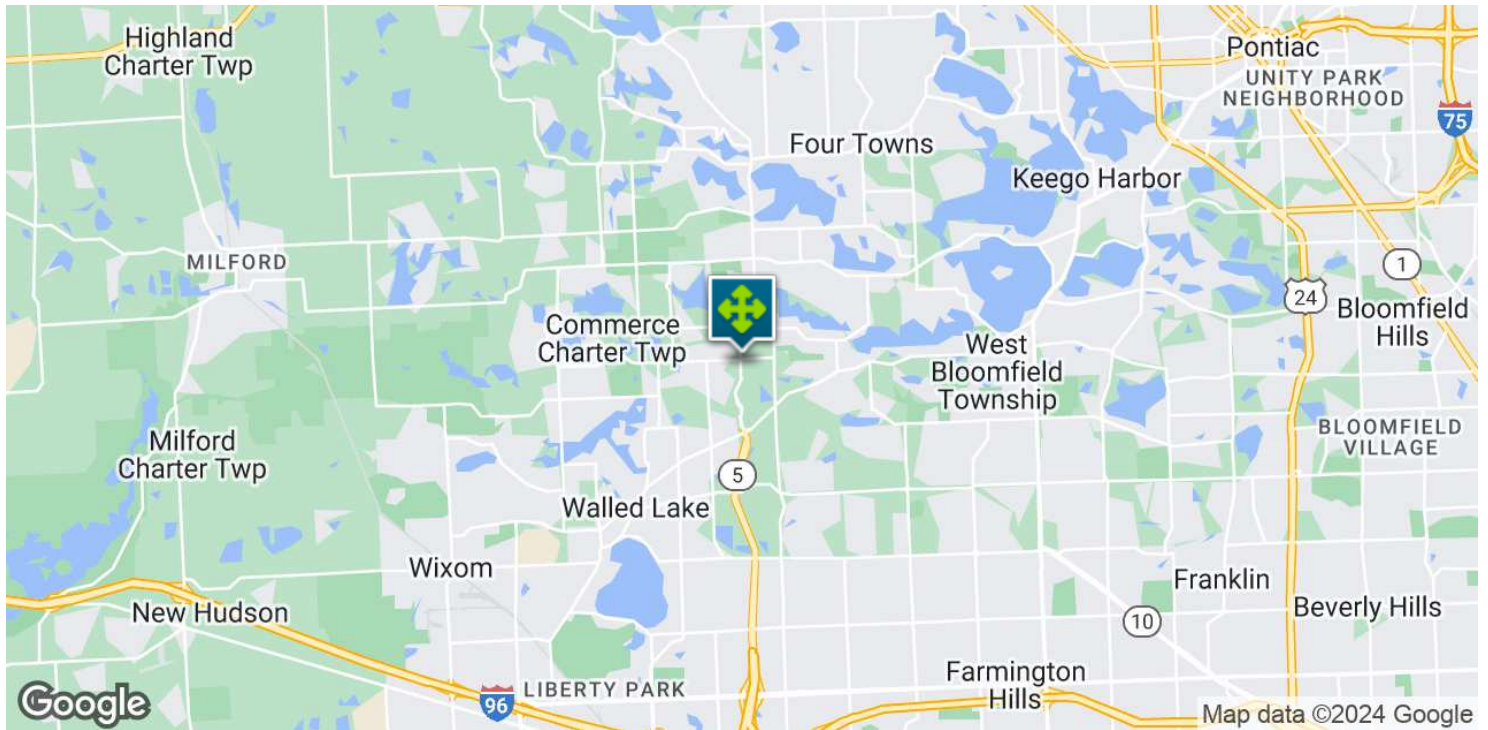 Highland
Charter Twp
Pontiac
UNITY PARK
NEIGHBORHOOD
75
Four Towns
Keego Harbor
MILFORD
1
24
Bloomfield
Hills
Commerce
Charter Twp
West
Bloomfield
Township
Milford
Charter Twp
BLOOMFIELD
VILLAGE
5
Walled Lake
Wixom
Franklin
New Hudson
Beverly Hills
10
Farmington
Hills
LIBERTY PARK
96
Google
Map data ©2024 Google